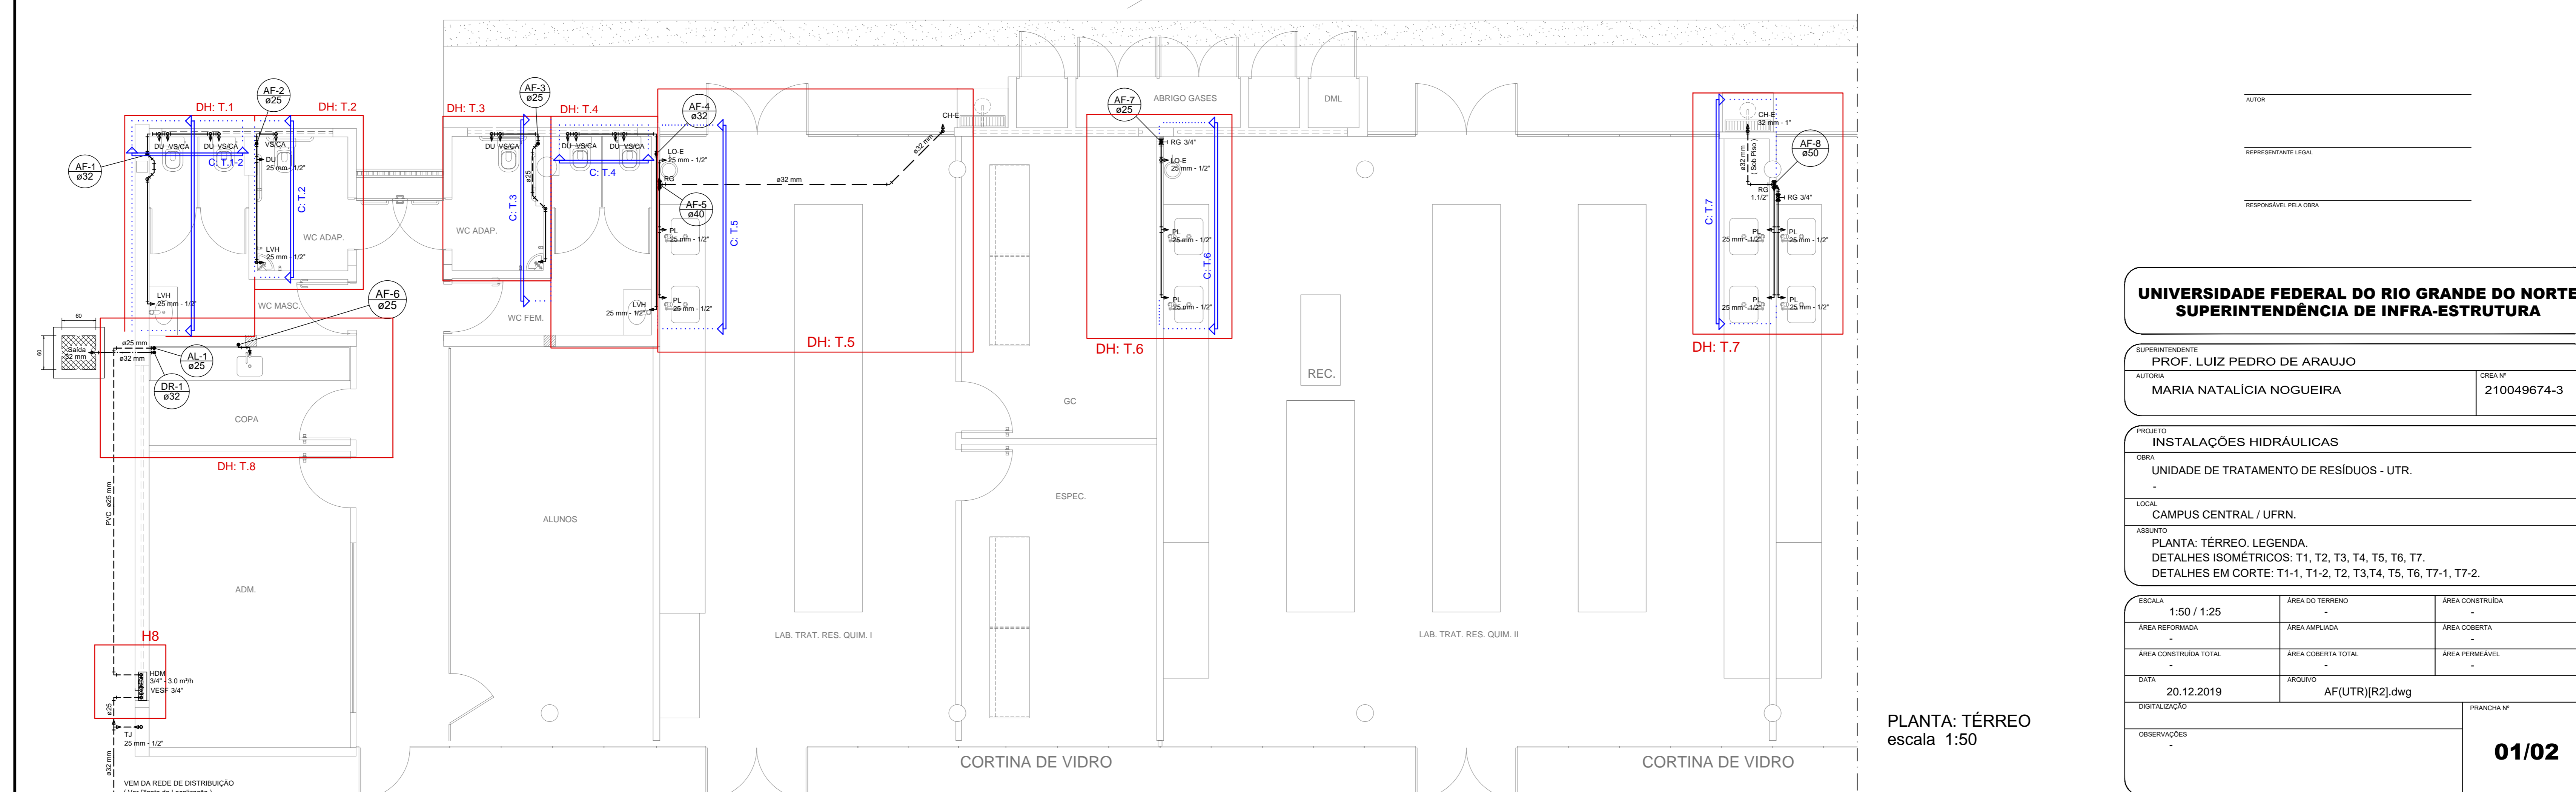 AF-2
ø25
DH: T.1
DH: T.2
DU
VS/CA
DU
VS/CA
VS/CA
C: T.1-2
DU
25 mm - 1/2"
AF-1
ø32
C: T.2
LVH
25 mm - 1/2"
WC ADAP.
LVH
25 mm - 1/2"
WC MASC.
AF-6
ø25
60
60
Saída
32 mm
ø25 mm
ø32 mm
AL-1
ø25
DR-1
ø32
COPA
DH: T.8
PVC ø25 mm
ADM.
H8
HDM
3/4" - 3.0 m³/h
VESF 3/4"
ø25
TJ
25 mm - 1/2"
ø32 mm
VEM DA REDE DE DISTRIBUIÇÃO
( Ver Planta de Localização )
DH: T.3
AF-3
ø25
DH: T.4
DU
VS/CA
DU
VS/CA
DU
VS/CA
ø25
C: T.4
C: T.3
WC ADAP.
WC FEM.
LVH
25 mm - 1/2"
ALUNOS
AF-4
ø32
LO-E
25 mm - 1/2"
RG
ø32 mm
ø32 mm
CH-E
AF-5
ø40
PL
25 mm - 1/2"
C: T.5
PL
25 mm - 1/2"
DH: T.5
LAB. TRAT. RES. QUIM. I
CORTINA DE VIDRO
ABRIGO GASES
DML
AF-7
ø25
RG 3/4"
LO-E
25 mm - 1/2"
PL
25 mm - 1/2"
C: T.6
PL
25 mm - 1/2"
DH: T.6
GC
ESPEC.
REC.
LAB. TRAT. RES. QUIM. II
CORTINA DE VIDRO
CH-E
32 mm - 1"
ø32 mm
( Sob Piso )
AF-8
ø50
RG
1.1/2"
RG 3/4"
C: T.7
PL
25 mm - 1/2"
PL
25 mm - 1/2"
PL
25 mm - 1/2"
PL
25 mm - 1/2"
DH: T.7
PLANTA: TÉRREO
escala 1:50
AUTOR
REPRESENTANTE LEGAL
RESPONSÁVEL PELA OBRA
UNIVERSIDADE FEDERAL DO RIO GRANDE DO NORTE
SUPERINTENDÊNCIA DE INFRA-ESTRUTURA
SUPERINTENDENTE
PROF. LUIZ PEDRO DE ARAUJO
AUTORIA
MARIA NATALÍCIA NOGUEIRA
CREA Nº
210049674-3
PROJETO
INSTALAÇÕES HIDRÁULICAS
OBRA
UNIDADE DE TRATAMENTO DE RESÍDUOS - UTR.
-
LOCAL
CAMPUS CENTRAL / UFRN.
ASSUNTO
PLANTA: TÉRREO. LEGENDA.
DETALHES ISOMÉTRICOS: T1, T2, T3, T4, T5, T6, T7.
DETALHES EM CORTE: T1-1, T1-2, T2, T3,T4, T5, T6, T7-1, T7-2.
ESCALA
1:50 / 1:25
ÁREA DO TERRENO
-
ÁREA CONSTRUÍDA
-
ÁREA REFORMADA
-
ÁREA AMPLIADA
-
ÁREA COBERTA
-
ÁREA CONSTRUÍDA TOTAL
-
ÁREA COBERTA TOTAL
-
ÁREA PERMEÁVEL
-
DATA
20.12.2019
ARQUIVO
AF(UTR)[R2].dwg
DIGITALIZAÇÃO
PRANCHA Nº
OBSERVAÇÕES
-
01/02